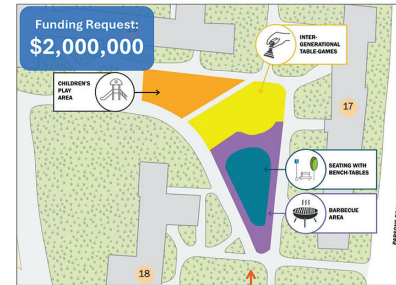 Funding Request:
$2,000,000
INTER-
GENERATIONAL
TABLE-GAMES
CHILDREN'S
PLAY
AREA
17
SEATING WITH
BENCH-TABLES
BARBECUE
AREA
18